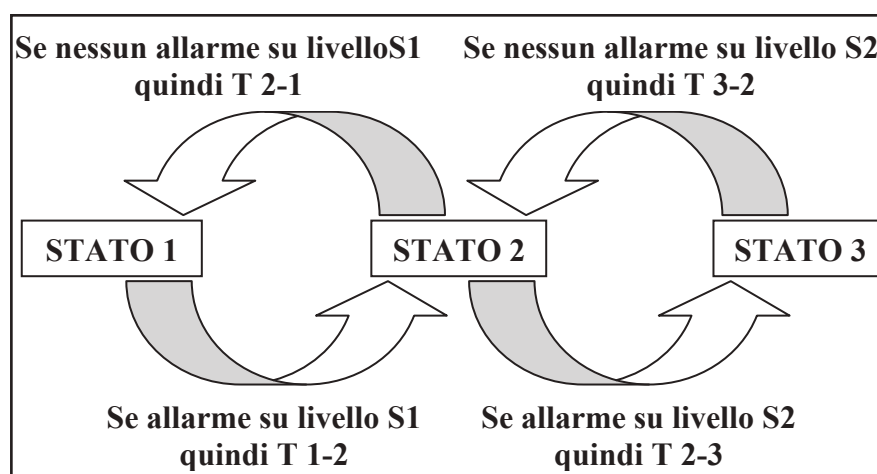 Se nessun allarme su livelloS1
quindi T 2-1
Se nessun allarme su livello S2
quindi T 3-2
STATO 1
STATO 2
STATO 3
Se allarme su livello S1
quindi T 1-2
Se allarme su livello S2
quindi T 2-3